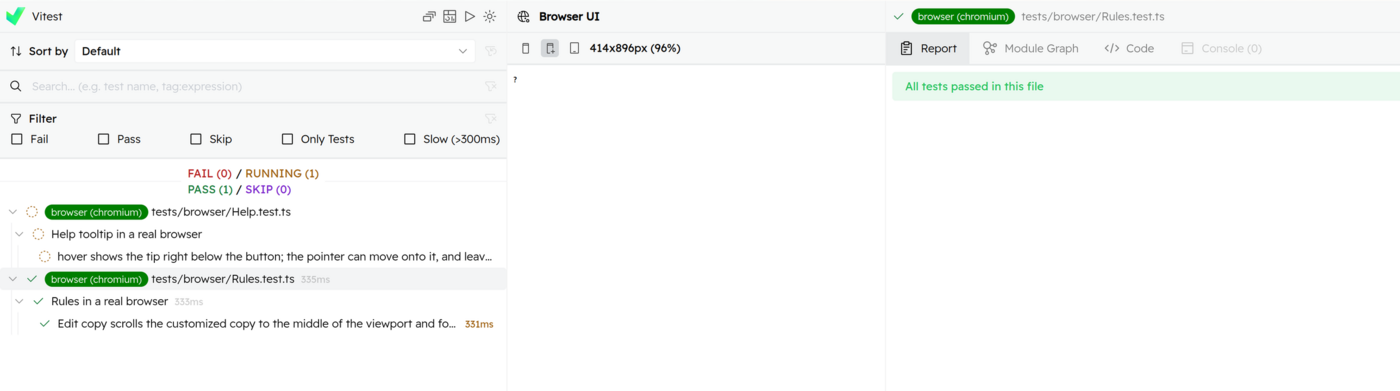 Vitest
Sort by Default
Search... (e.g. test name, tag:expression)
Filter
Fail Pass Skip Only Tests Slow (>300ms)
FAIL (0) / RUNNING (1)
PASS (1) / SKIP (0)
browser (chromium) tests/browser/Help.test.ts
Help tooltip in a real browser
hover shows the tip right below the button; the pointer can move onto it, and leav...
browser (chromium) tests/browser/Rules.test.ts 335ms
Rules in a real browser 333ms
Edit copy scrolls the customized copy to the middle of the viewport and fo... 331ms
Browser UI
414x896px (96%)
?
browser (chromium) tests/browser/Rules.test.ts
Report Module Graph Code Console (0)
All tests passed in this file